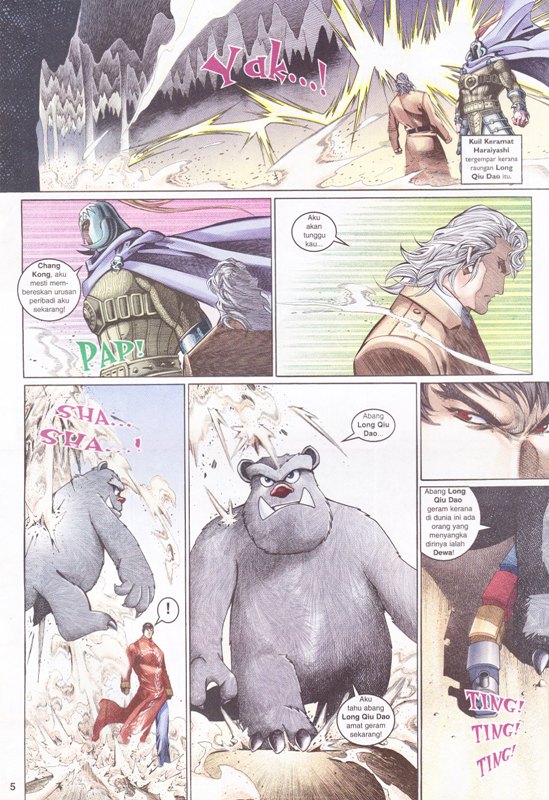 Yak...!
Kuil Keramat
Haraiyashi
tergempar kerana
raungan Long
Qiu Dao itu.
Chang
Kong, aku
mesti mem-
bereskan urusan
peribadi aku
sekarang!
PAP!
Aku
akan
tunggu
kau...
SHA...
SHA...!
!
Abang
Long Qiu
Dao...
Aku
tahu abang
Long Qiu Dao
amat geram
sekarang!
Abang Long
Qiu Dao
geram kerana
di dunia ini ada
orang yang
menyangka
dirinya ialah
Dewa!
TING!
TING!
TING!
5